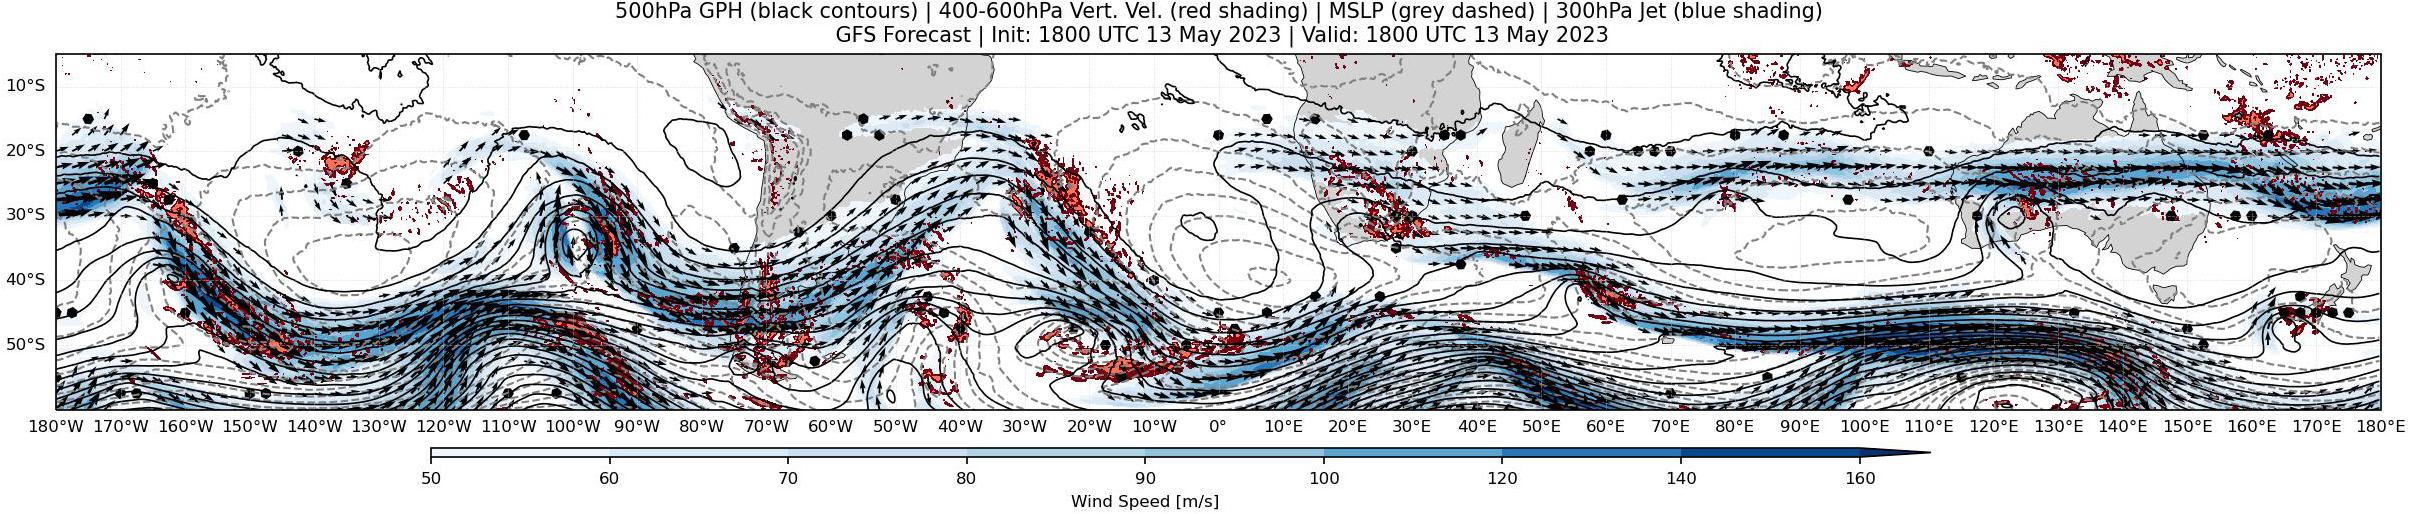 500hPa GPH (black contours) | 400-600hPa Vert. Vel. (red shading) | MSLP (grey dashed) | 300hPa Jet (blue shading)
GFS Forecast | Init: 1800 UTC 13 May 2023 | Valid: 1800 UTC 13 May 2023
10°S
20°S
30°S
40°S
50°S
180°W 170°W 160°W 150°W 140°W 130°W 120°W 110°W 100°W 90°W 80°W 70°W 60°W 50°W 40°W 30°W 20°W 10°W 0° 10°E 20°E 30°E 40°E 50°E 60°E 70°E 80°E 90°E 100°E 110°E 120°E 130°E 140°E 150°E 160°E 170°E 180°E
50 60 70 80 90 100 120 140 160
Wind Speed [m/s]